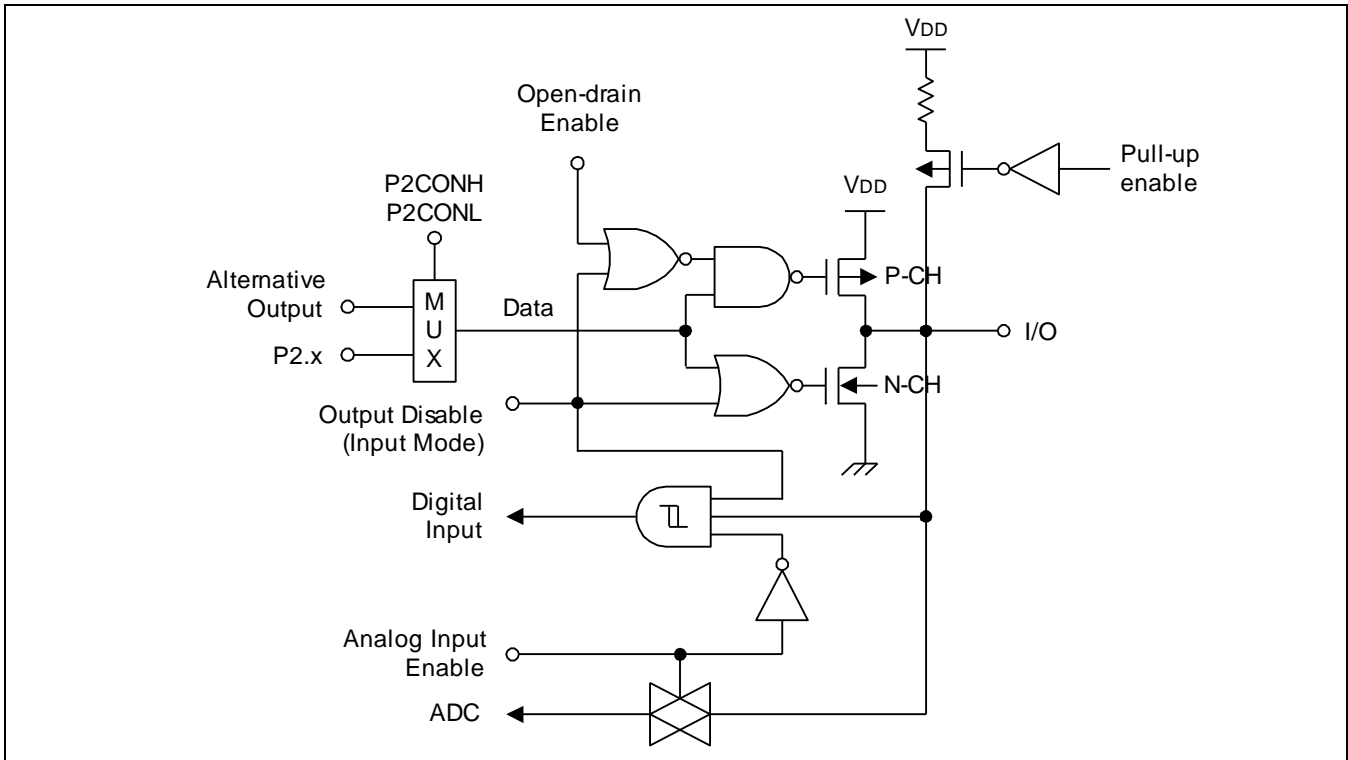 VDD
Open-drain
Enable
Pull-up
enable
P2CONH
P2CONL
VDD
Alternative
Output
M
U
X
Data
P-CH
I/O
P2.x
N-CH
Output Disable
(Input Mode)
Digital
Input
Analog Input
Enable
ADC